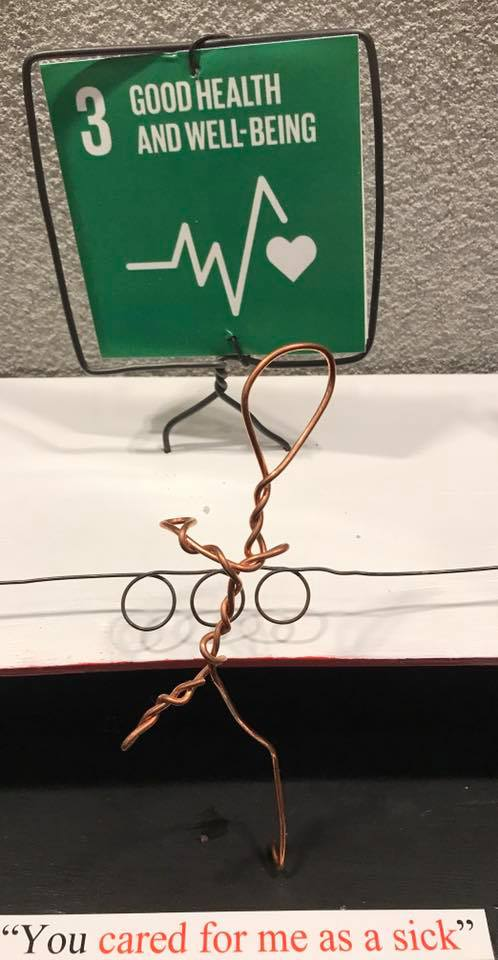 3 GOOD HEALTH
AND WELL-BEING
“You cared for me as a sick”